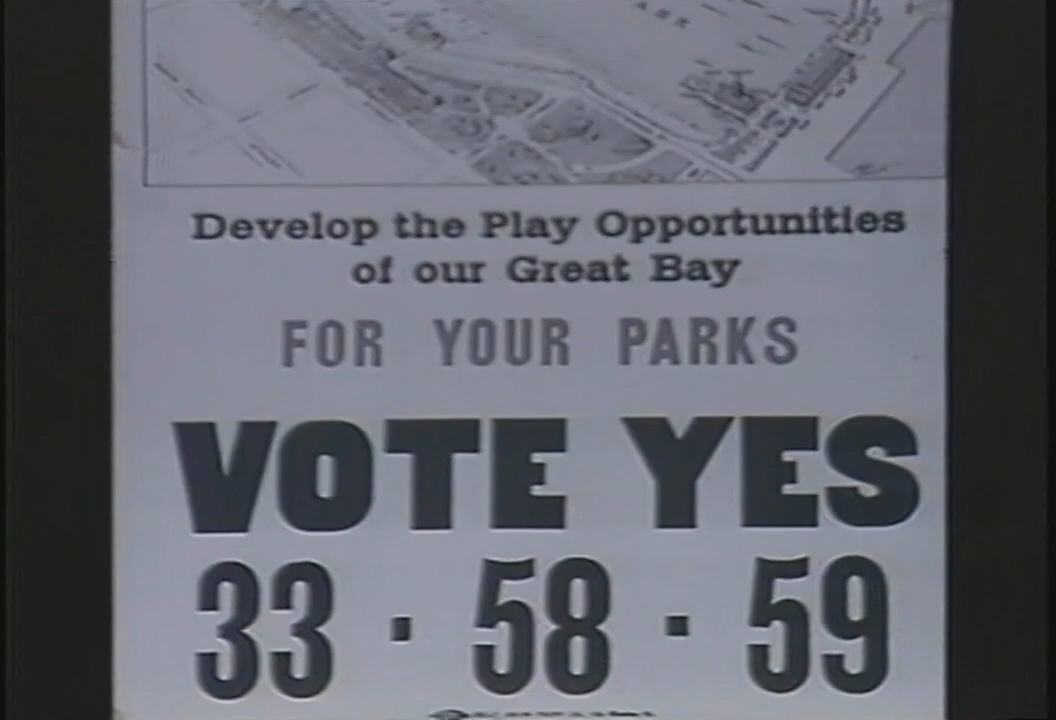 Develop the Play Opportunities
of our Great Bay
FOR YOUR PARKS
VOTE YES
33 · 58 · 59